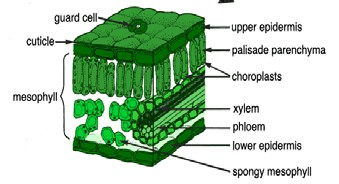 guard cell
cuticle
mesophyll
upper epidermis
palisade parenchyma
choroplasts
xylem
phloem
lower epidermis
spongy mesophyll